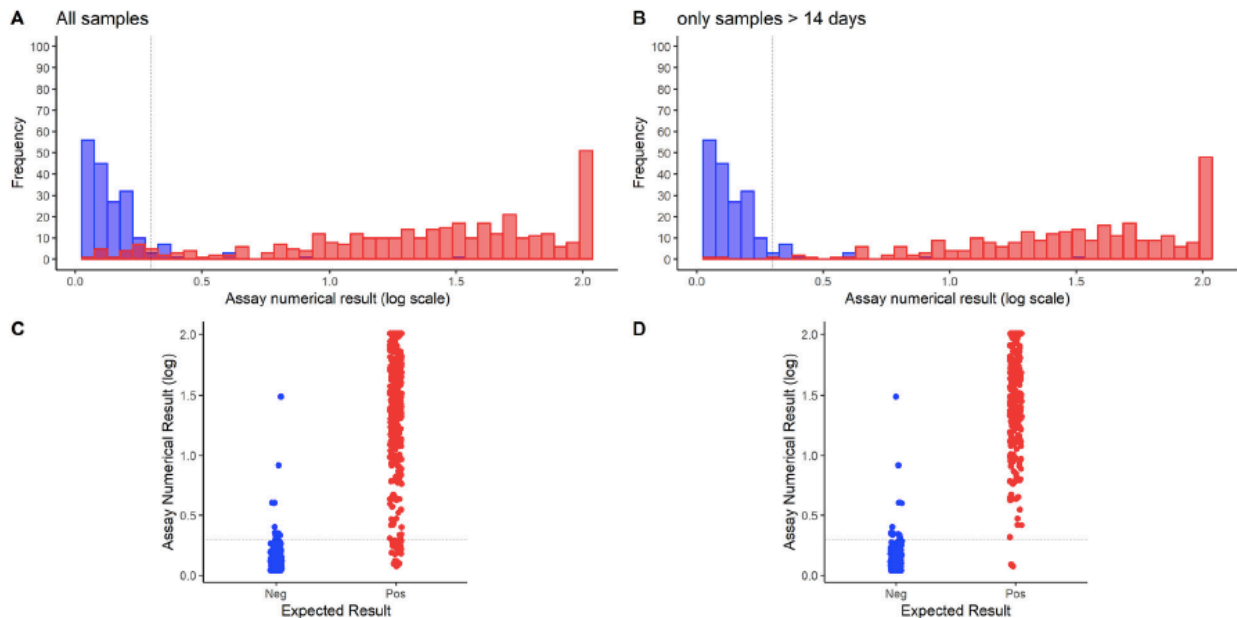 A All samples
100
90
80
70
60
50
40
30
20
10
0
Frequency
0.0 0.5 1.0 1.5 2.0
Assay numerical result (log scale)
B only samples > 14 days
100
90
80
70
60
50
40
30
20
10
0
Frequency
0.0 0.5 1.0 1.5 2.0
Assay numerical result (log scale)
C
2.0
1.5
1.0
0.5
0.0
Assay Numerical Result (log)
Neg Pos
Expected Result
D
2.0
1.5
1.0
0.5
0.0
Assay Numerical Result (log)
Neg Pos
Expected Result